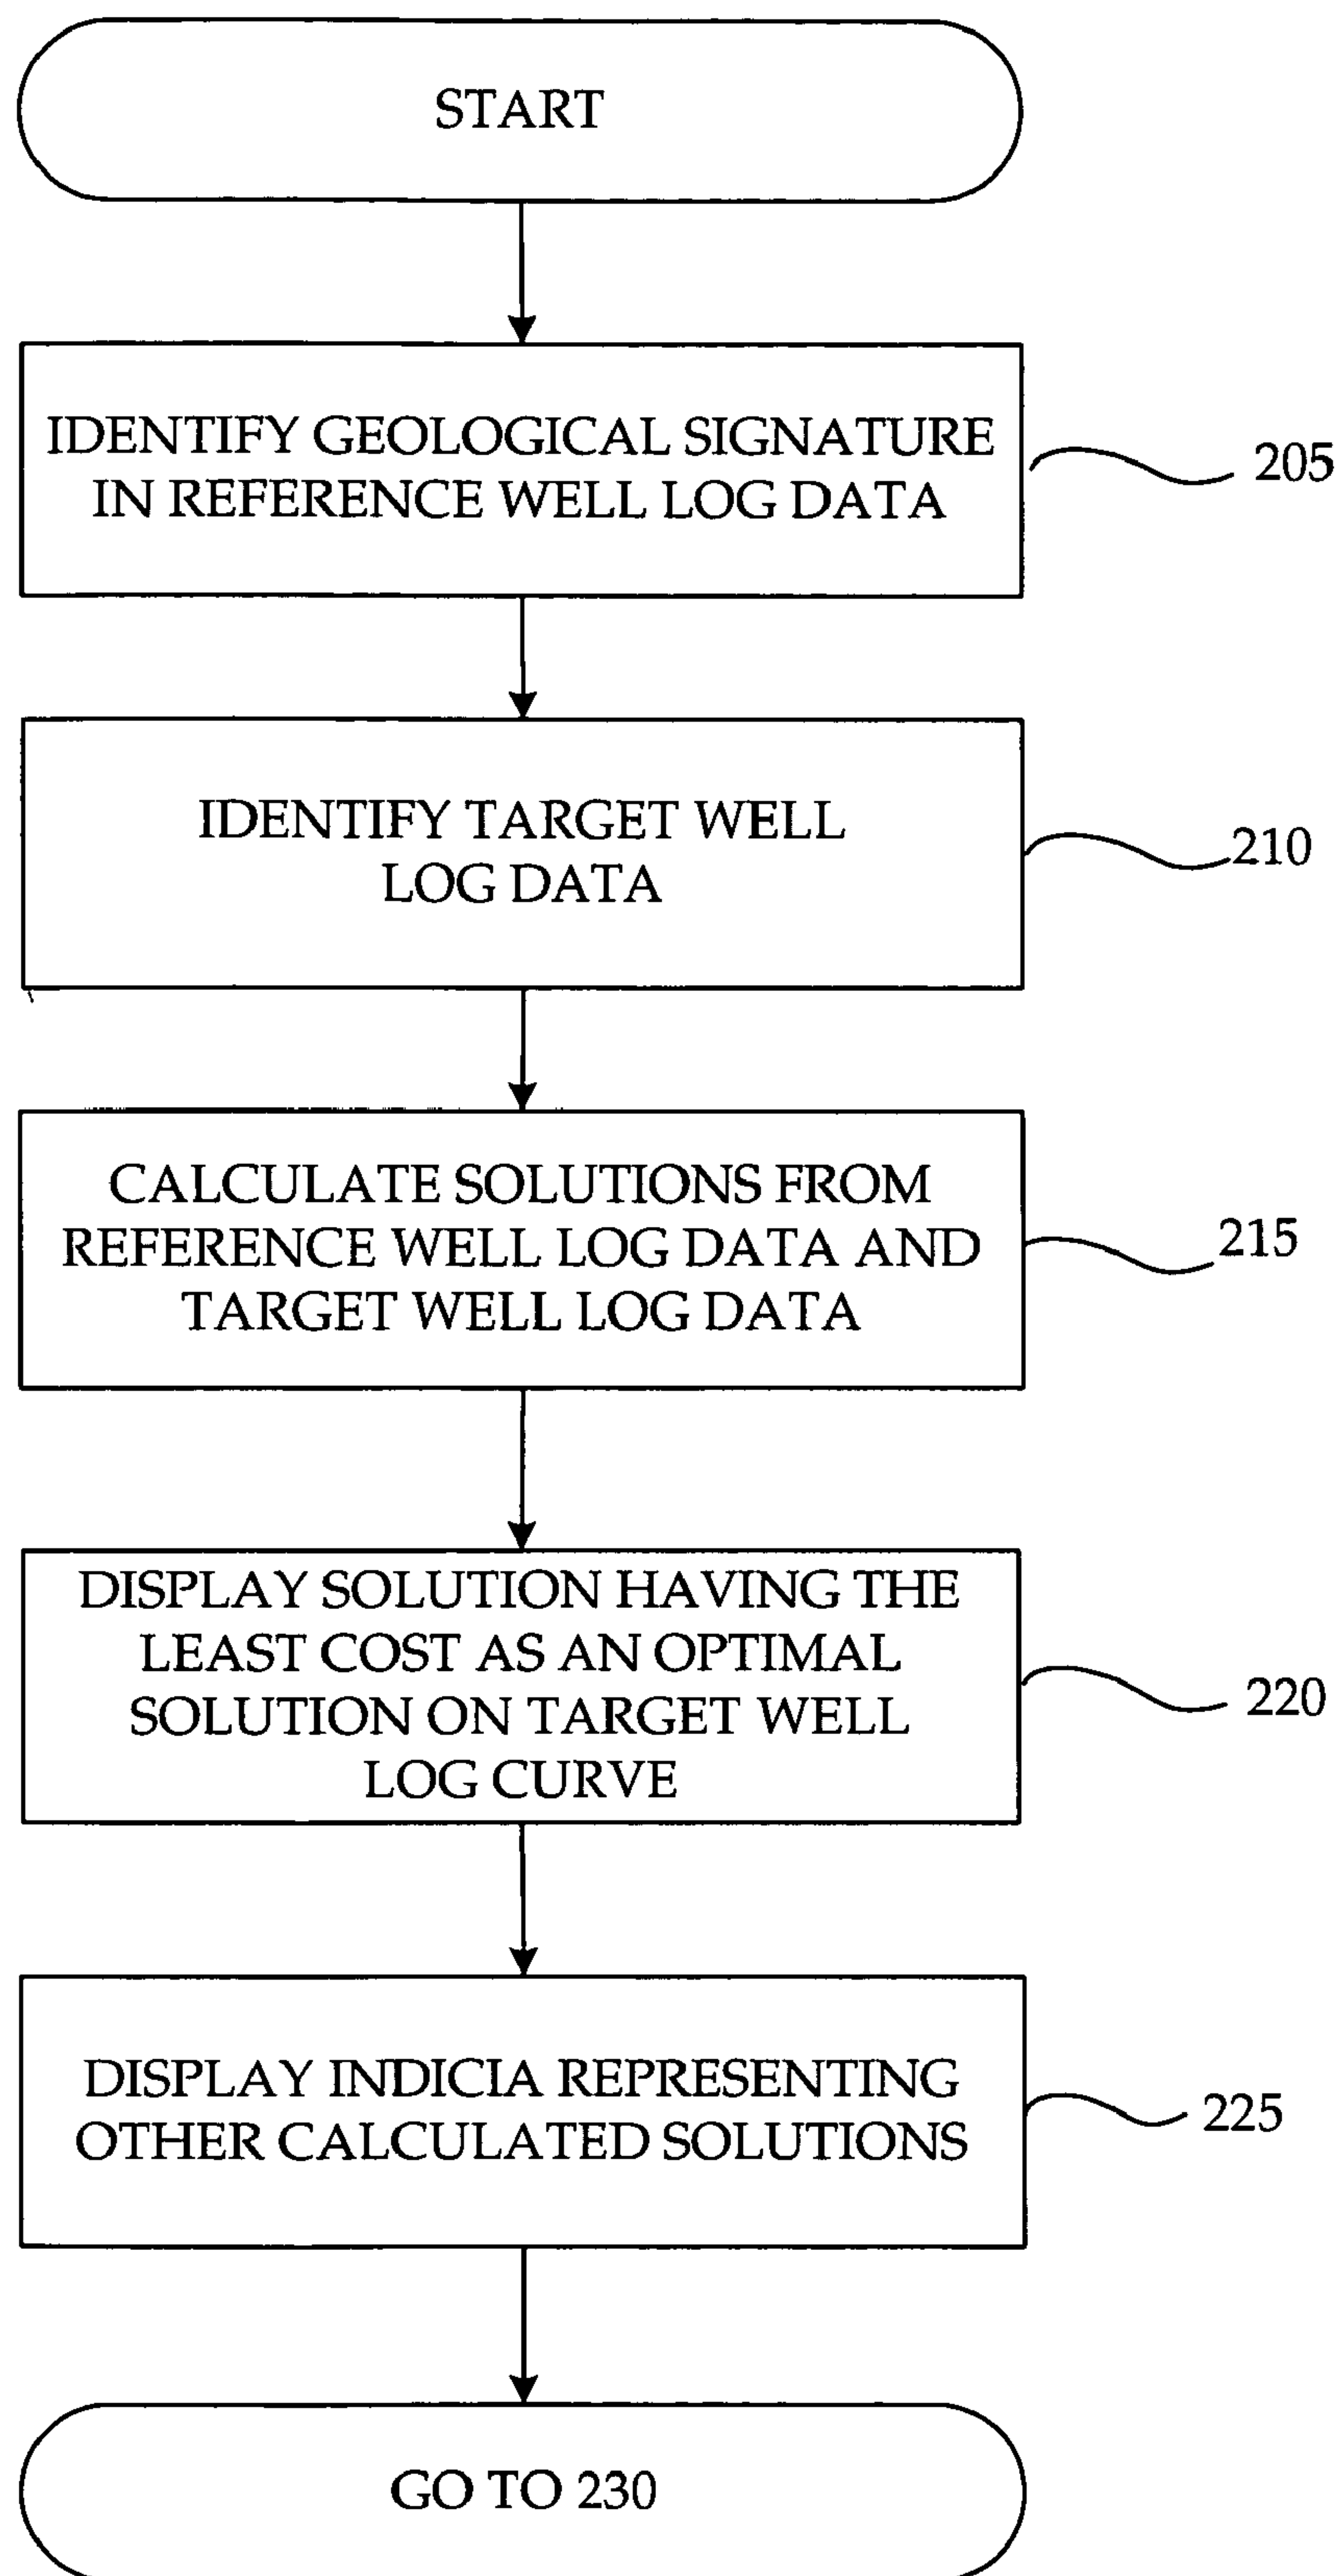 START
IDENTIFY GEOLOGICAL SIGNATURE
IN REFERENCE WELL LOG DATA
205
IDENTIFY TARGET WELL
LOG DATA
210
CALCULATE SOLUTIONS FROM
REFERENCE WELL LOG DATA AND
TARGET WELL LOG DATA
215
DISPLAY SOLUTION HAVING THE
LEAST COST AS AN OPTIMAL
SOLUTION ON TARGET WELL
LOG CURVE
220
DISPLAY INDICIA REPRESENTING
OTHER CALCULATED SOLUTIONS
225
GO TO 230